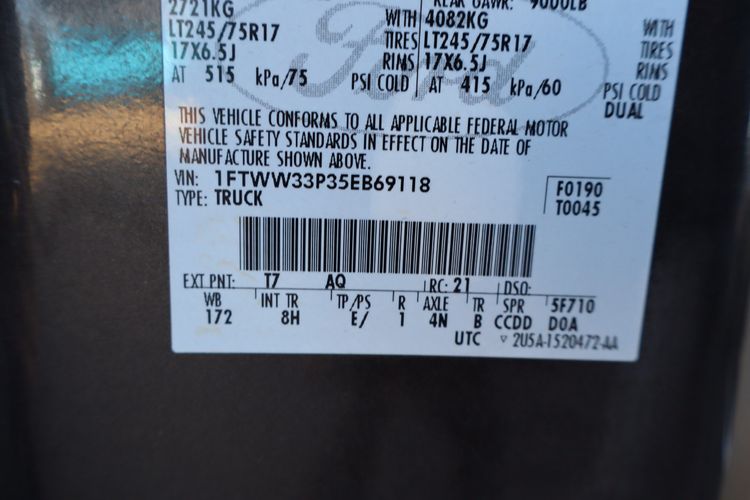 2721KG
REAR GAWR: 9000LB
WITH 4082KG WITH
LT245/75R17 TIRES LT245/75R17 TIRES
17X6.5J RIMS 17X6.5J RIMS
AT 515 kPa/75 PSI COLD AT 415 kPa/60 PSI COLD
DUAL
Ford
THIS VEHICLE CONFORMS TO ALL APPLICABLE FEDERAL MOTOR
VEHICLE SAFETY STANDARDS IN EFFECT ON THE DATE OF
MANUFACTURE SHOWN ABOVE.
VIN: 1FTWW33P35EB69118 F0190
TYPE: TRUCK T0045
EXT PNT: T7 AQ RC: 21 DSO:
WB INT TR TP/PS R AXLE TR SPR 5F710
172 8H E/ 1 4N B CCDD DOA
UTC ▽ 2U5A-1520472-AA